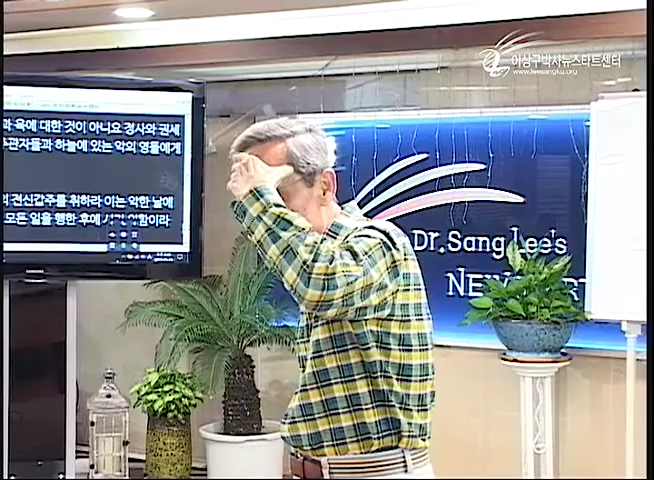 이상구박사뉴스타트센터
www.leesangku.org
과 육에 대한 것이 아니요 정사와 권세
주관자들과 하늘에 있는 악의 영들에게
의 전신갑주를 취하라 이는 악한 날에
모든 일을 행한 후에
Dr.Sang Lee's